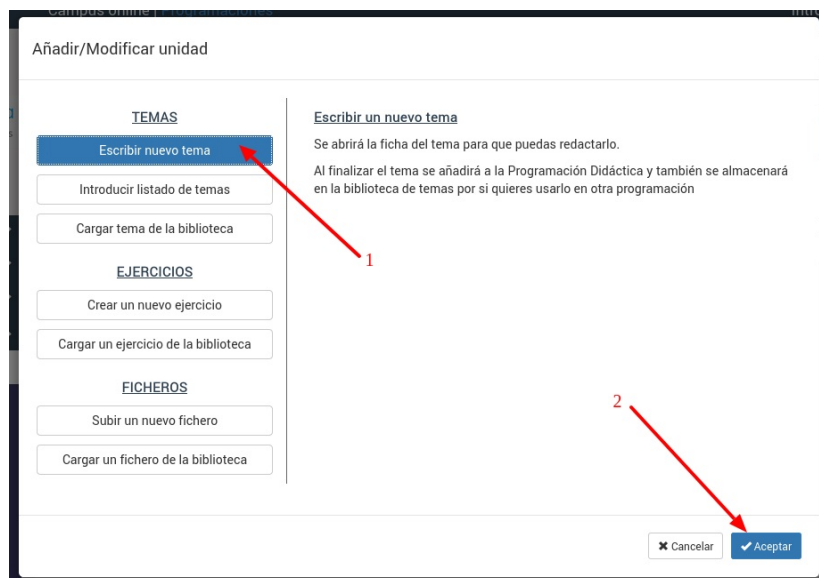 Campus online | Programaciones
Añadir/Modificar unidad
TEMAS
Escribir nuevo tema
Introducir listado de temas
Cargar tema de la biblioteca
EJERCICIOS
Crear un nuevo ejercicio
Cargar un ejercicio de la biblioteca
FICHEROS
Subir un nuevo fichero
Cargar un fichero de la biblioteca
Escribir un nuevo tema
Se abrirá la ficha del tema para que puedas redactarlo.
Al finalizar el tema se añadirá a la Programación Didáctica y también se almacenará
en la biblioteca de temas por si quieres usarlo en otra programación
1
2
Cancelar
Aceptar